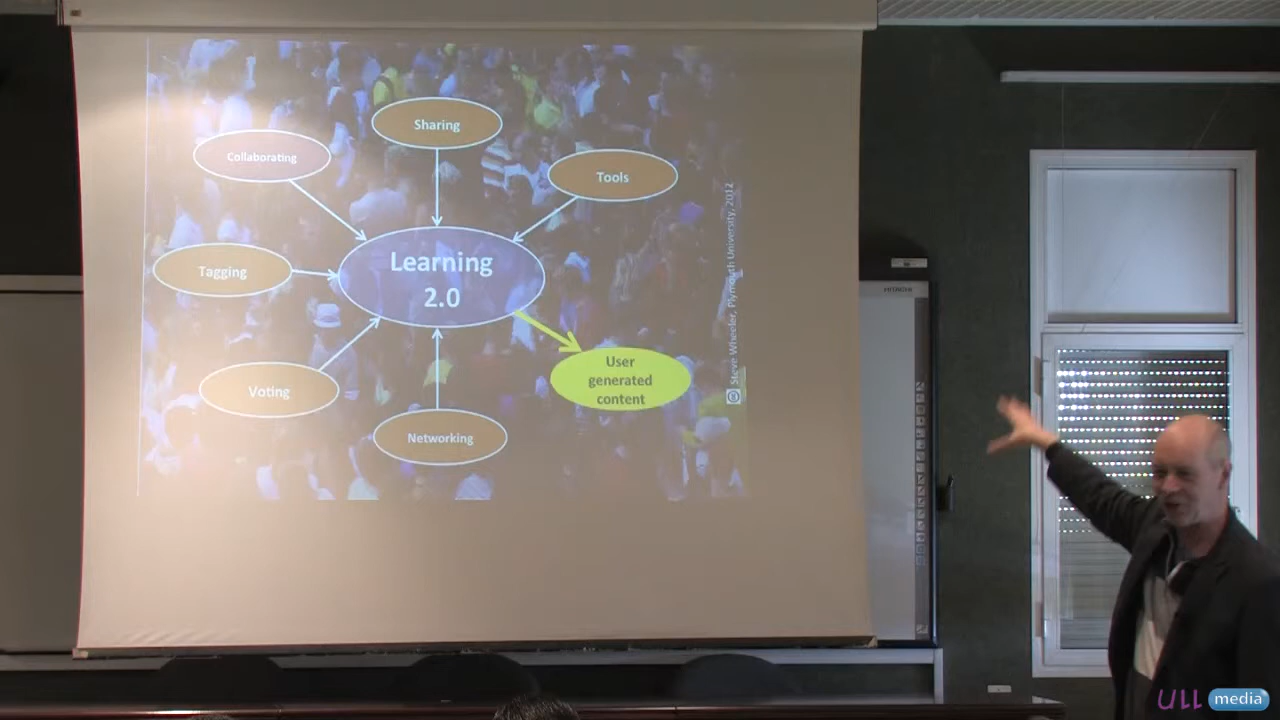 Sharing
Collaborating
Tools
Learning
2.0
Tagging
User
generated
content
Voting
Networking
Steve Wheeler, Plymouth University, 2012
HITACHI
ULL
media